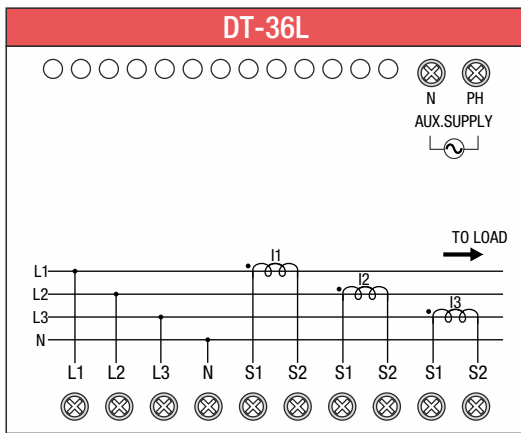 DT-36L
N PH
AUX.SUPPLY
TO LOAD
I1
L1
I2
L2
I3
L3
N
L1 L2 L3 N S1 S2 S1 S2 S1 S2